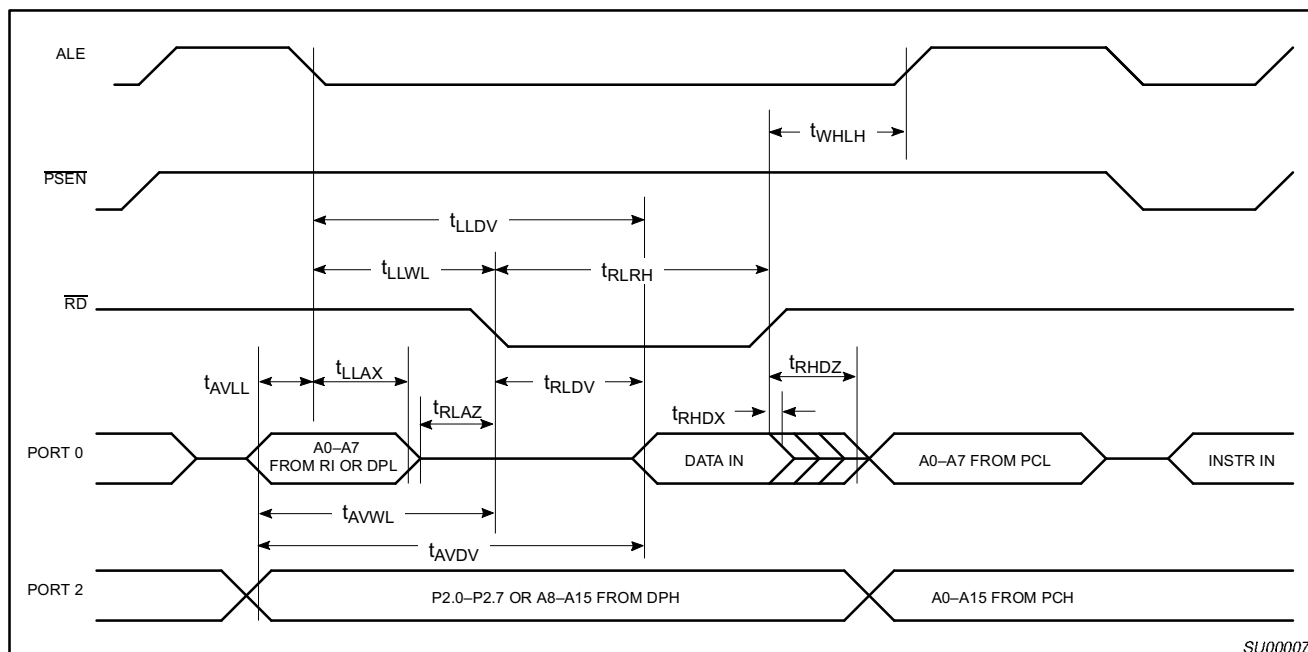 ALE
tWHLH
PSEN
tLLDV
tLLWL
tRLRH
RD
tAVLL
tLLAX
tRLDV
tRHDZ
tRLAZ
tRHDX
PORT 0
A0–A7
FROM RI OR DPL
DATA IN
A0–A7 FROM PCL
INSTR IN
tAVWL
tAVDV
PORT 2
P2.0–P2.7 OR A8–A15 FROM DPH
A0–A15 FROM PCH
SU00007